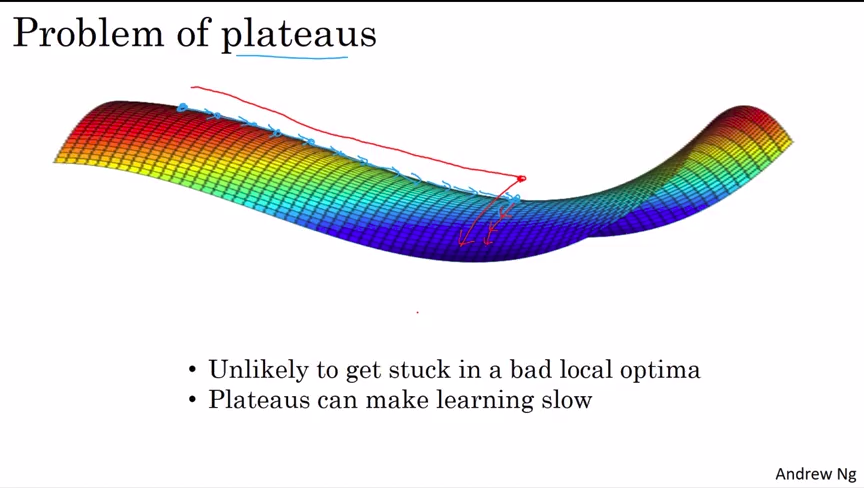 Problem of plateaus
• Unlikely to get stuck in a bad local optima
• Plateaus can make learning slow
Andrew Ng